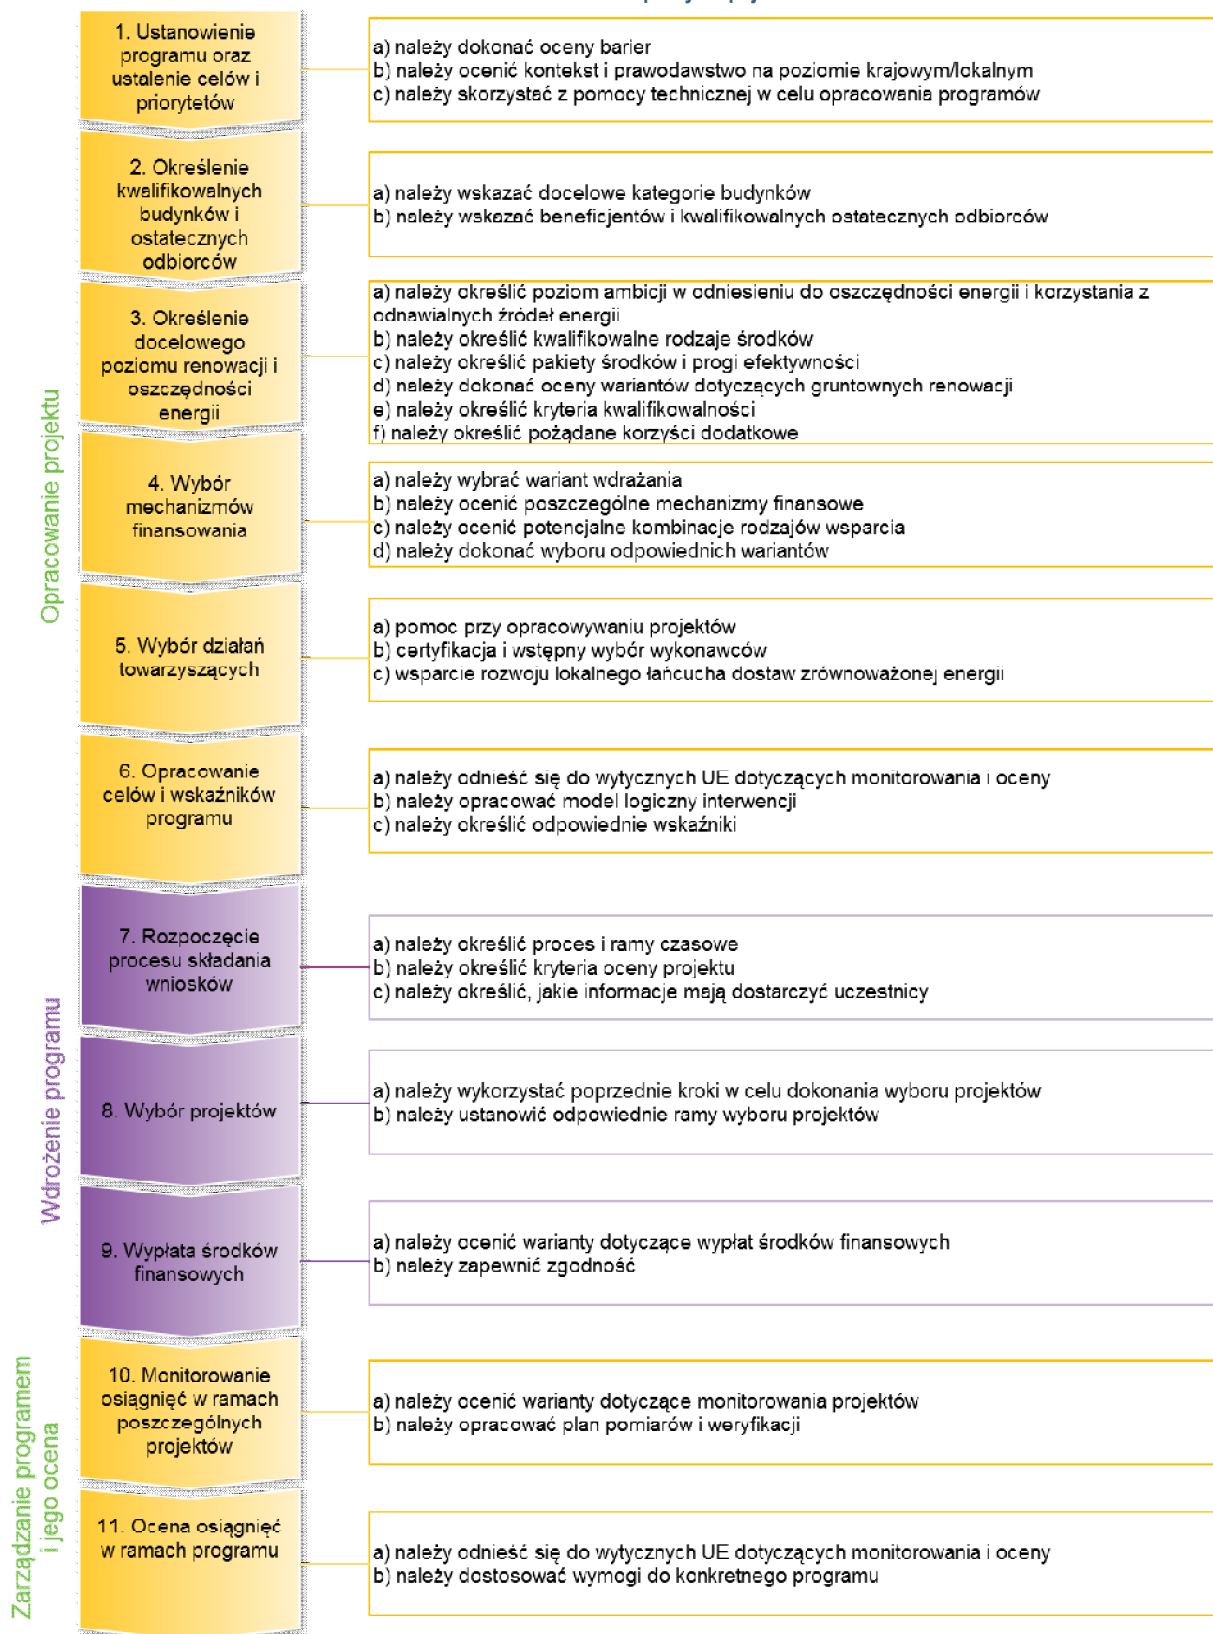 1. Ustanowienie
programu oraz
ustalenie celów i
priorytetów
a) należy dokonać oceny barier
b) należy ocenić kontekst i prawodawstwo na poziomie krajowym/lokalnym
c) należy skorzystać z pomocy technicznej w celu opracowania programów
2. Określenie
kwalifikowalnych
budynków i
ostatecznych
odbiorców
a) należy wskazać docelowe kategorie budynków
b) należy wskazać beneficjentów i kwalifikowalnych ostatecznych odbiorców
3. Określenie
docelowego
poziomu renowacji i
oszczędności
energii
a) należy określić poziom ambicji w odniesieniu do oszczędności energii i korzystania z
odnawialnych źródeł energii
b) należy określić kwalifikowalne rodzaje środków
c) należy określić pakiety środków i progi efektywności
d) należy dokonać oceny wariantów dotyczących gruntownych renowacji
e) należy określić kryteria kwalifikowalności
f) należy określić pożądane korzyści dodatkowe
Opracowanie projektu
4. Wybór
mechanizmów
finansowania
a) należy wybrać wariant wdrażania
b) należy ocenić poszczególne mechanizmy finansowe
c) należy ocenić potencjalne kombinacje rodzajów wsparcia
d) należy dokonać wyboru odpowiednich wariantów
5. Wybór działań
towarzyszących
a) pomoc przy opracowywaniu projektów
b) certyfikacja i wstępny wybór wykonawców
c) wsparcie rozwoju lokalnego łańcucha dostaw zrównoważonej energii
6. Opracowanie
celów i wskaźników
programu
a) należy odnieść się do wytycznych UE dotyczących monitorowania i oceny
b) należy opracować model logiczny interwencji
c) należy określić odpowiednie wskaźniki
7. Rozpoczęcie
procesu składania
wniosków
a) należy określić proces i ramy czasowe
b) należy określić kryteria oceny projektu
c) należy określić, jakie informacje mają dostarczyć uczestnicy
Wdrożenie programu
8. Wybór projektów
a) należy wykorzystać poprzednie kroki w celu dokonania wyboru projektów
b) należy ustanowić odpowiednie ramy wyboru projektów
9. Wypłata środków
finansowych
a) należy ocenić warianty dotyczące wypłat środków finansowych
b) należy zapewnić zgodność
10. Monitorowanie
osiągnięć w ramach
poszczególnych
projektów
a) należy ocenić warianty dotyczące monitorowania projektów
b) należy opracować plan pomiarów i weryfikacji
Zarządzanie programem
i jego ocena
11. Ocena osiągnięć
w ramach programu
a) należy odnieść się do wytycznych UE dotyczących monitorowania i oceny
b) należy dostosować wymogi do konkretnego programu